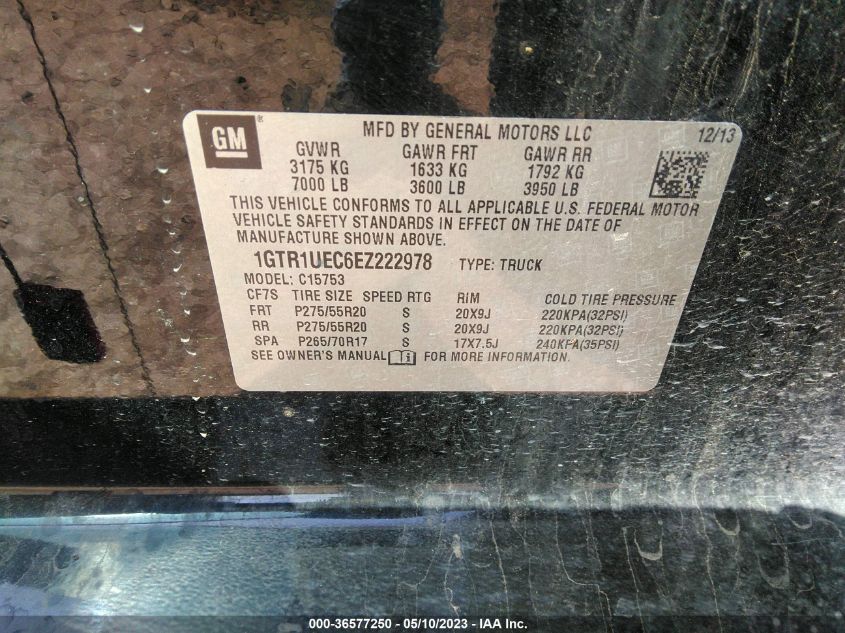 GM ® MFD BY GENERAL MOTORS LLC 12/13
GVWR GAWR FRT GAWR RR
3175 KG 1633 KG 1792 KG
7000 LB 3600 LB 3950 LB
THIS VEHICLE CONFORMS TO ALL APPLICABLE U.S. FEDERAL MOTOR
VEHICLE SAFETY STANDARDS IN EFFECT ON THE DATE OF
MANUFACTURE SHOWN ABOVE.
1GTR1UEC6EZ222978 TYPE: TRUCK
MODEL: C15753
CF7S TIRE SIZE SPEED RTG RIM COLD TIRE PRESSURE
FRT P275/55R20 S 20X9J 220KPA(32PSI)
RR P275/55R20 S 20X9J 220KPA(32PSI)
SPA P265/70R17 S 17X7.5J 240KPA(35PSI)
SEE OWNER'S MANUAL FOR MORE INFORMATION.
000-36577250 - 05/10/2023 - IAA Inc.